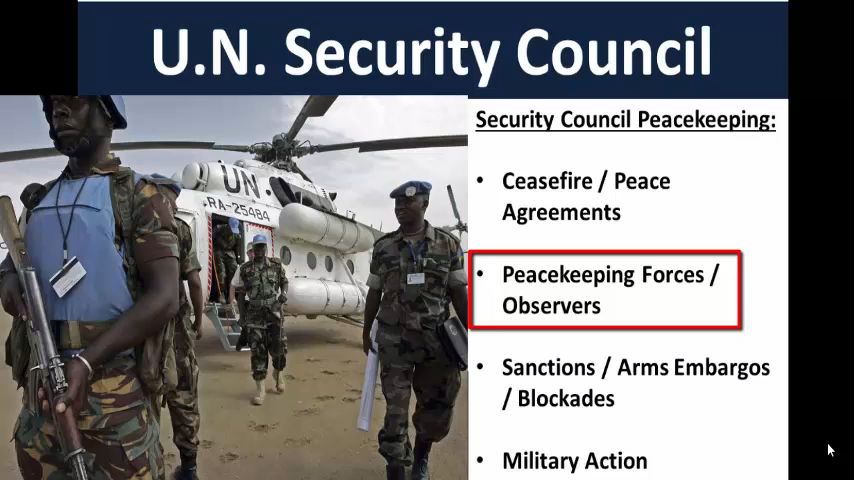 U.N. Security Council
Security Council Peacekeeping:
• Ceasefire / Peace
Agreements
• Peacekeeping Forces /
Observers
• Sanctions / Arms Embargos
/ Blockades
• Military Action
UN
RA-25484